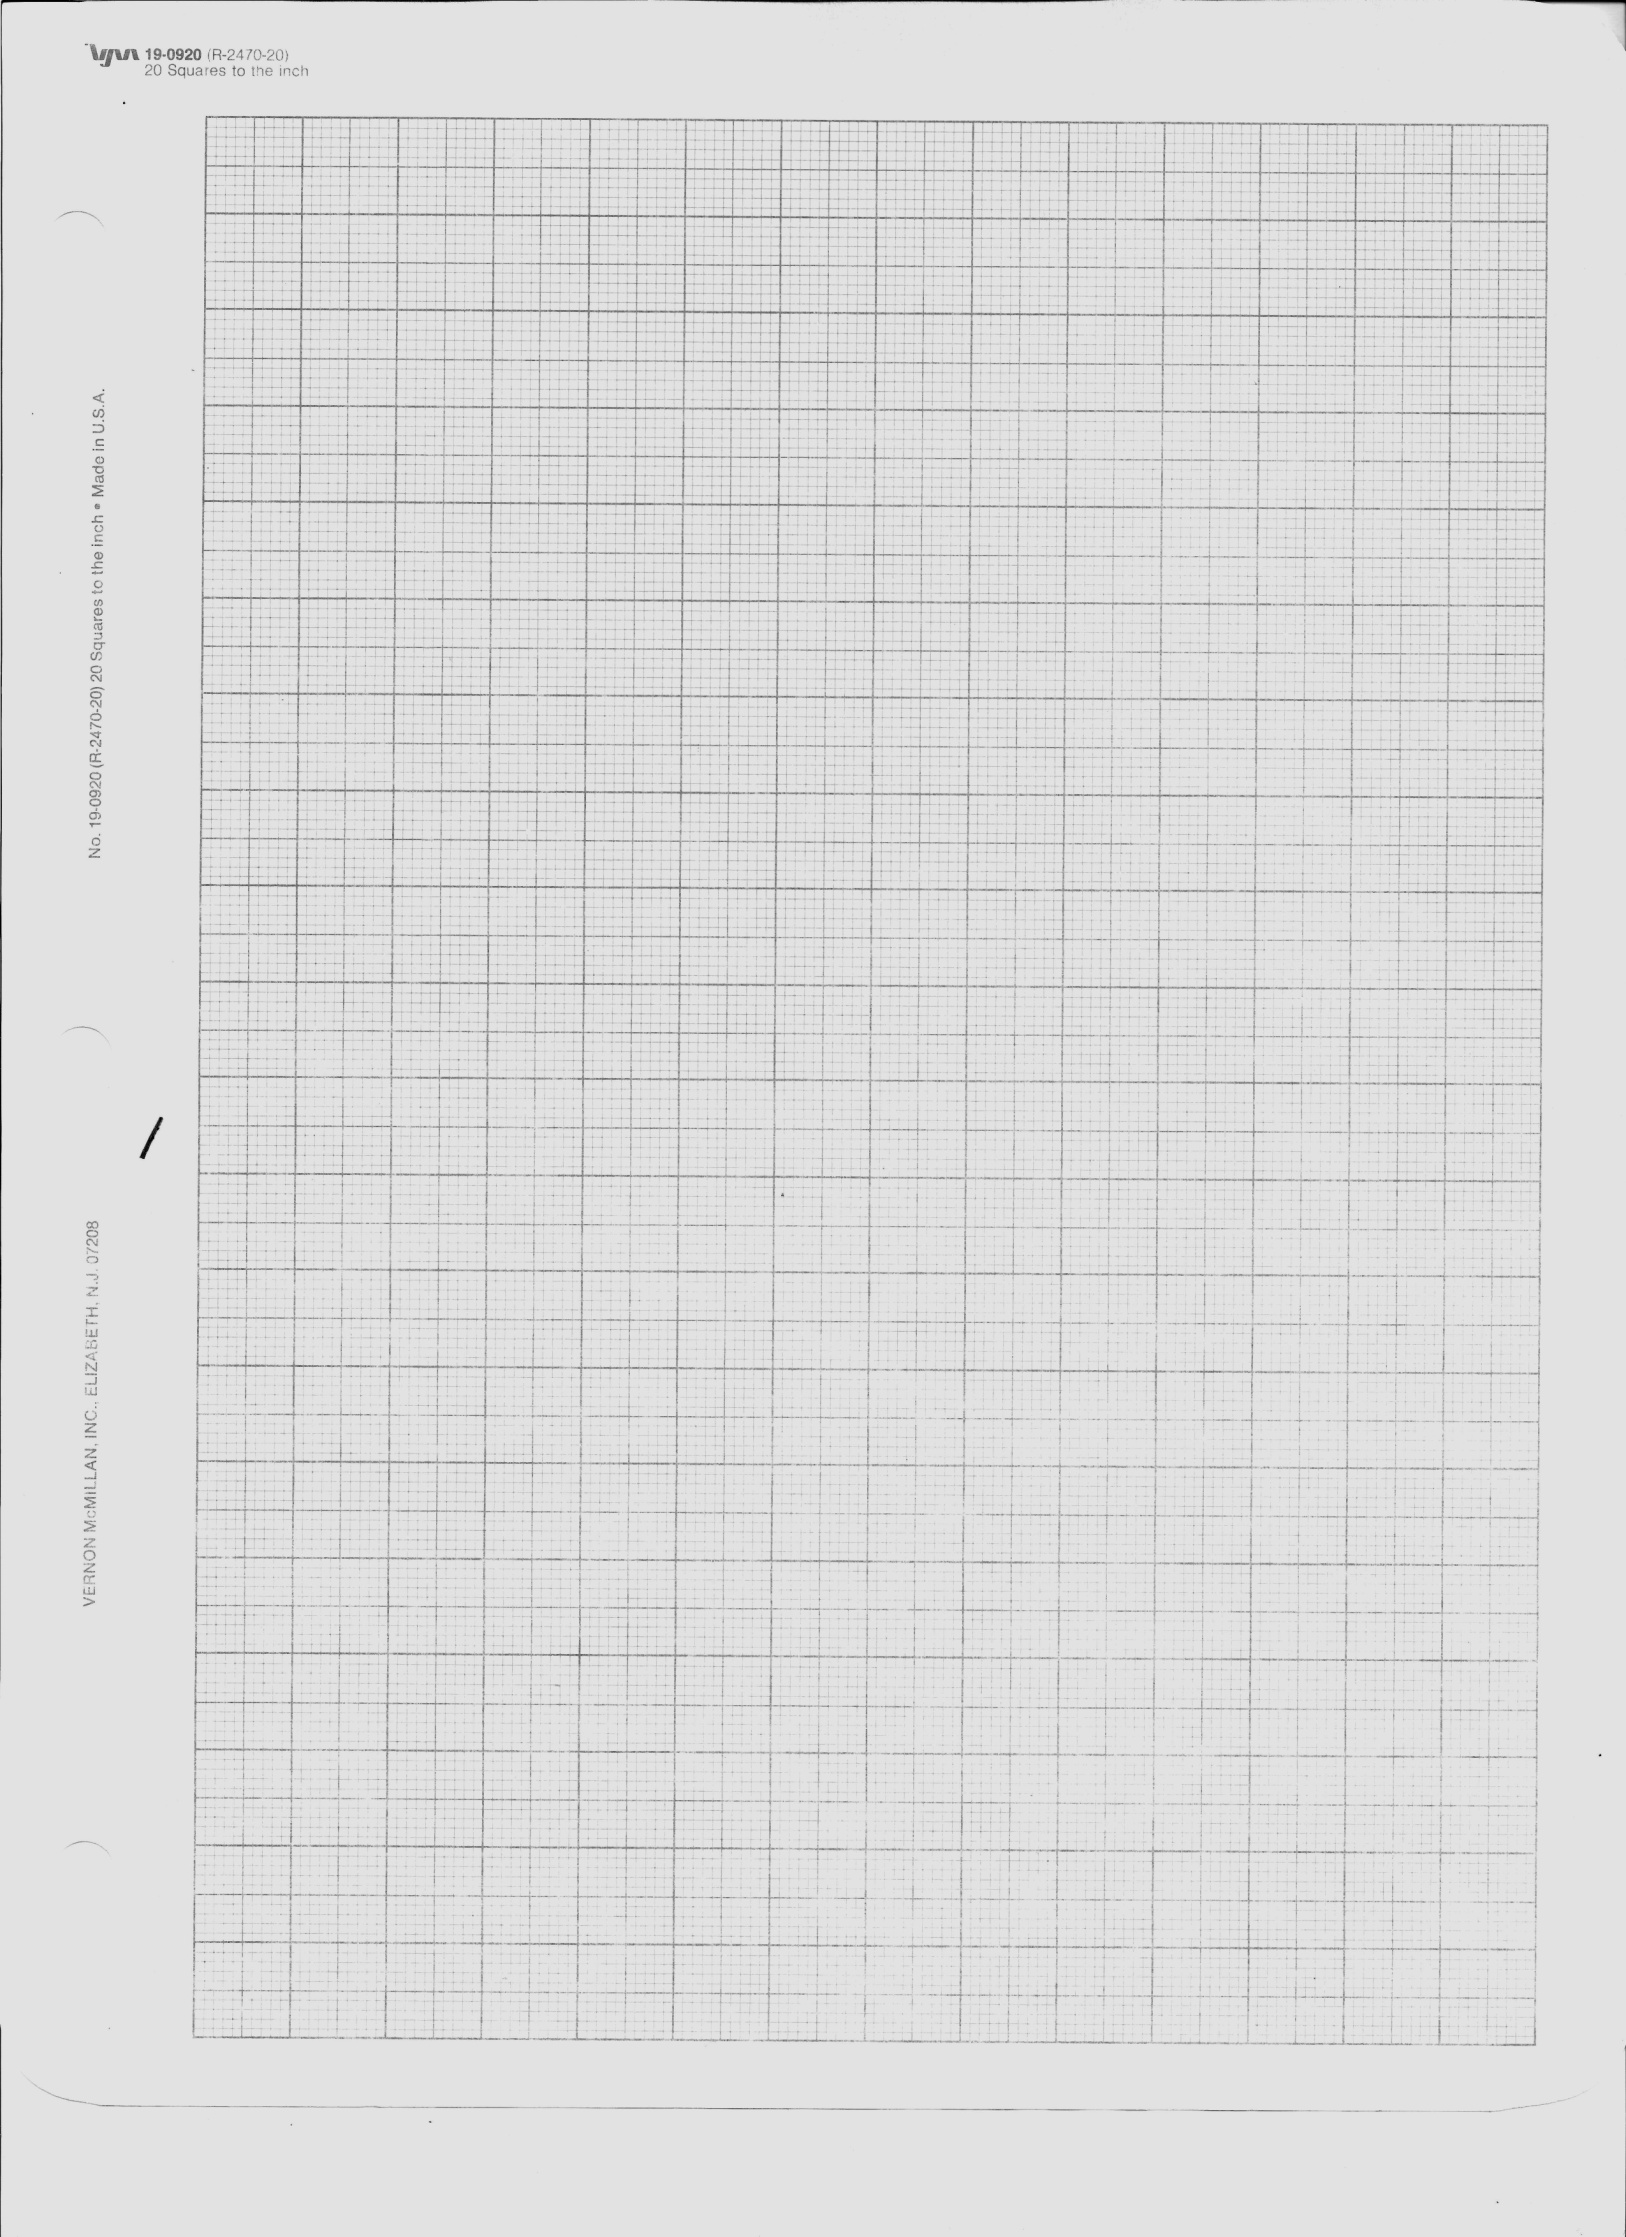 VM 19-0920 (R-2470-20)
20 Squares to the inch
No. 19-0920 (R-2470-20) 20 Squares to the inch • Made in U.S.A.
VERNON McMILLAN, INC., ELIZABETH, N.J. 07208